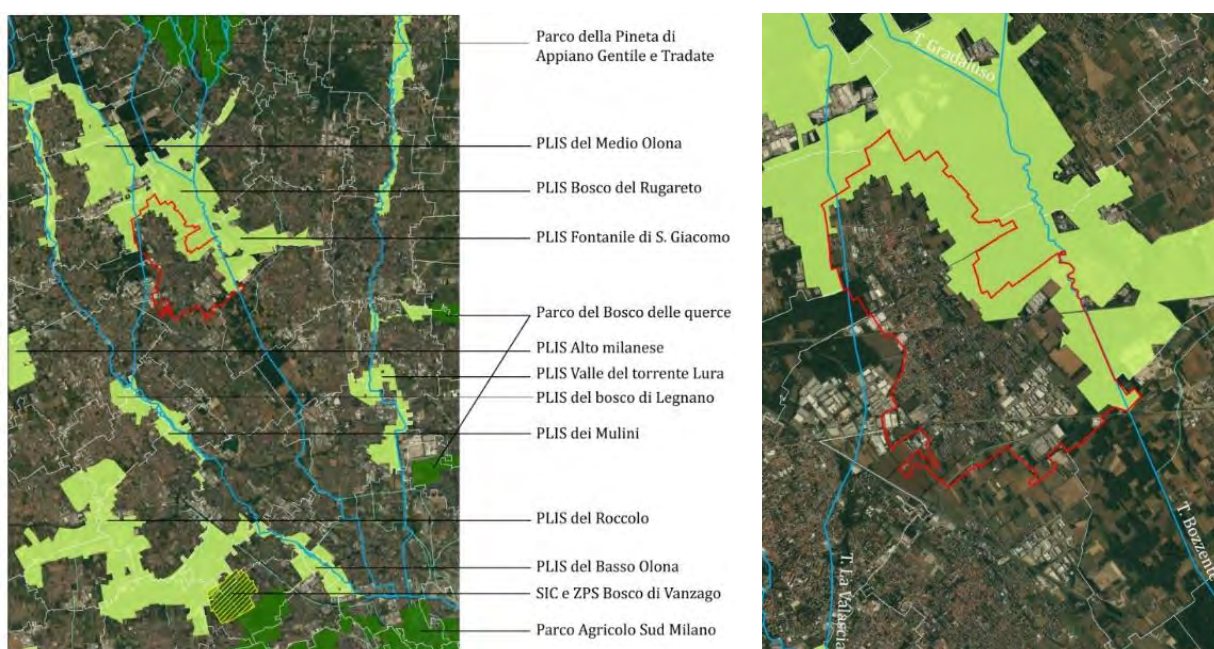 Parco della Pineta di
Appiano Gentile e Tradate
PLIS del Medio Olona
PLIS Bosco del Rugareto
PLIS Fontanile di S. Giacomo
Parco del Bosco delle querce
PLIS Alto milanese
PLIS Valle del torrente Lura
PLIS del bosco di Legnano
PLIS dei Mulini
PLIS del Roccolo
PLIS del Basso Olona
SIC e ZPS Bosco di Vanzago
Parco Agricolo Sud Milano
T. Gradaluso
T. Bozzente
T. La Valascia